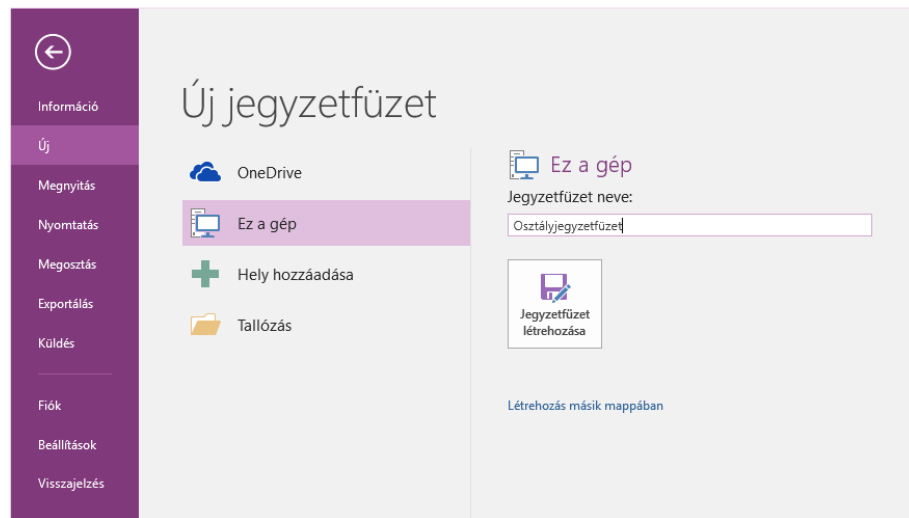 Információ
Új
Megnyitás
Nyomtatás
Megosztás
Exportálás
Küldés
Fiók
Beállítások
Visszajelzés
Új jegyzetfüzet
OneDrive
Ez a gép
Hely hozzáadása
Tallózás
Ez a gép
Jegyzetfüzet neve:
Osztályjegyzetfüzet
Jegyzetfüzet
létrehozása
Létrehozás másik mappában